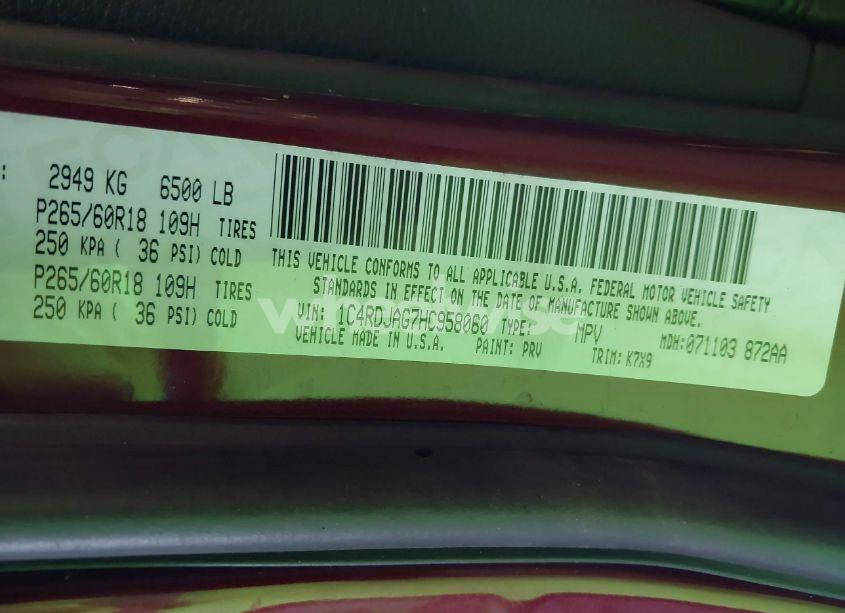 2949 KG 6500 LB
P265/60R18 109H TIRES
250 KPA ( 36 PSI) COLD
P265/60R18 109H TIRES
250 KPA ( 36 PSI) COLD
THIS VEHICLE CONFORMS TO ALL APPLICABLE U.S.A. FEDERAL MOTOR VEHICLE SAFETY
STANDARDS IN EFFECT ON THE DATE OF MANUFACTURE SHOWN ABOVE.
VIN: 1C4RDJAG7HC958060 TYPE: MPV MDH:071103 872AA
VEHICLE MADE IN U.S.A. PAINT: PRV TRIM: K7X9